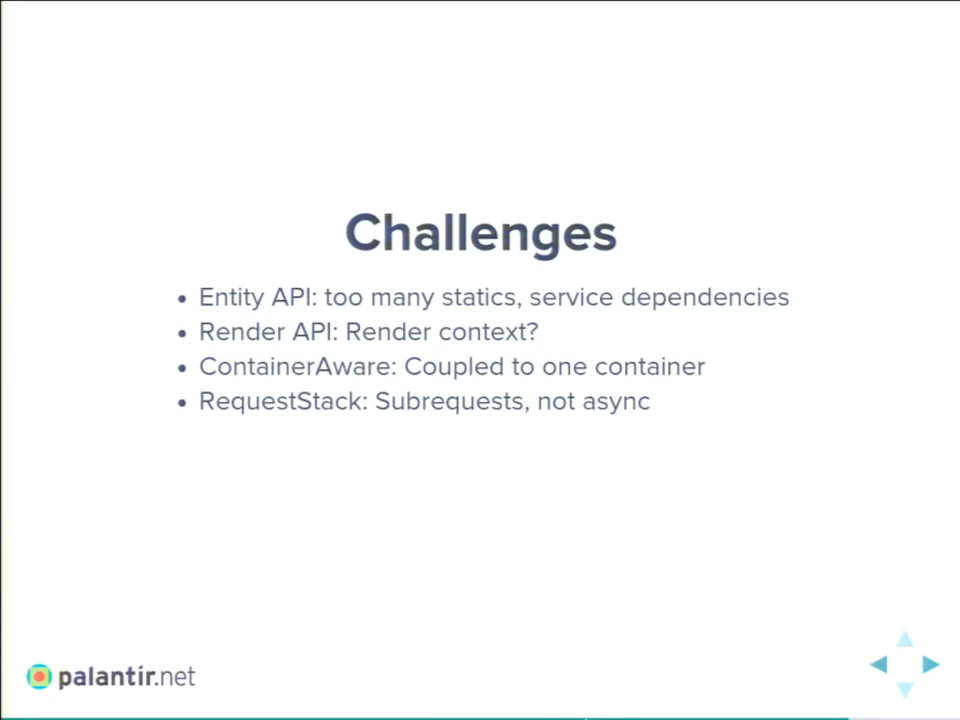 Challenges
• Entity API: too many statics, service dependencies
• Render API: Render context?
• ContainerAware: Coupled to one container
• RequestStack: Subrequests, not async
palantir.net